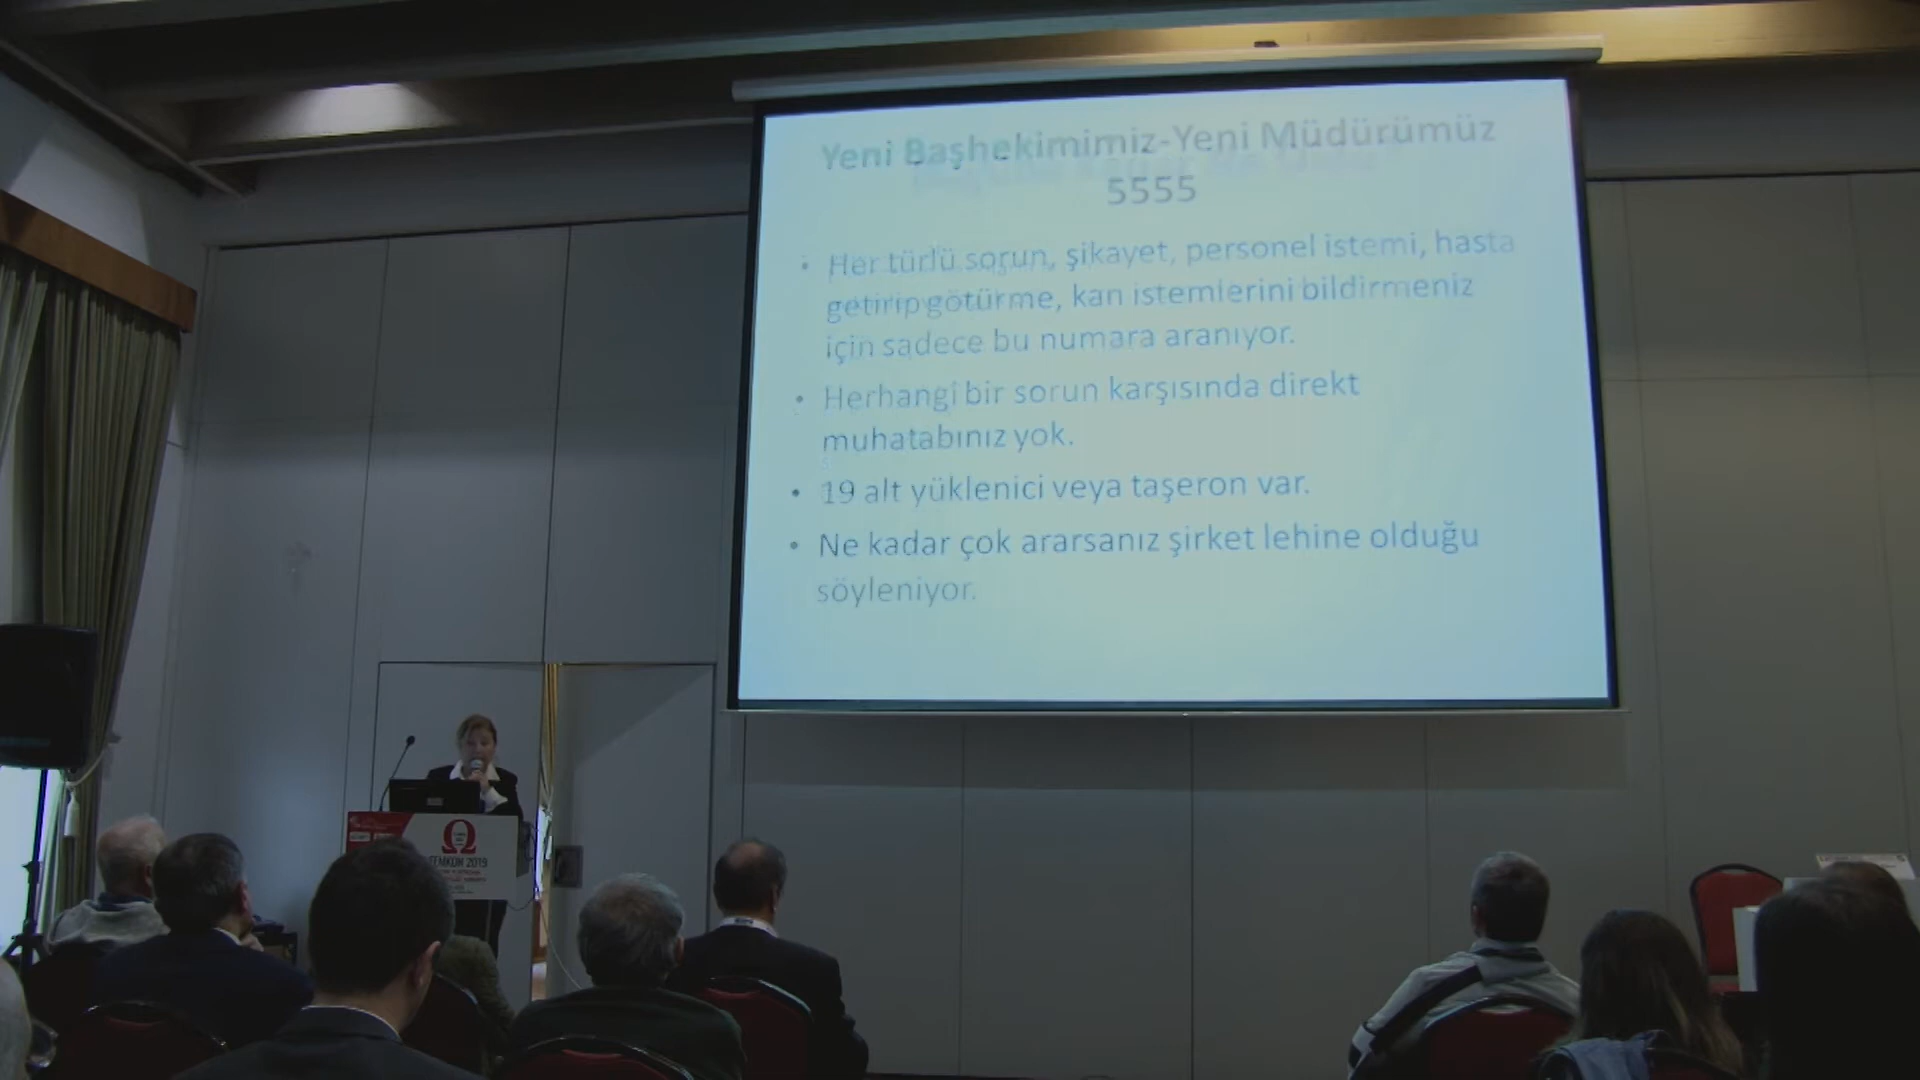 Yeni Başhekimimiz-Yeni Müdürümüz
5555
• Her türlü sorun, şikayet, personel istemi, hasta
getirip götürme, kan istemlerini bildirmeniz
için sadece bu numara aranıyor.
• Herhangi bir sorun karşısında direkt
muhatabınız yok.
• 19 alt yüklenici veya taşeron var.
• Ne kadar çok ararsanız şirket lehine olduğu
söyleniyor.
TEMKON 2019